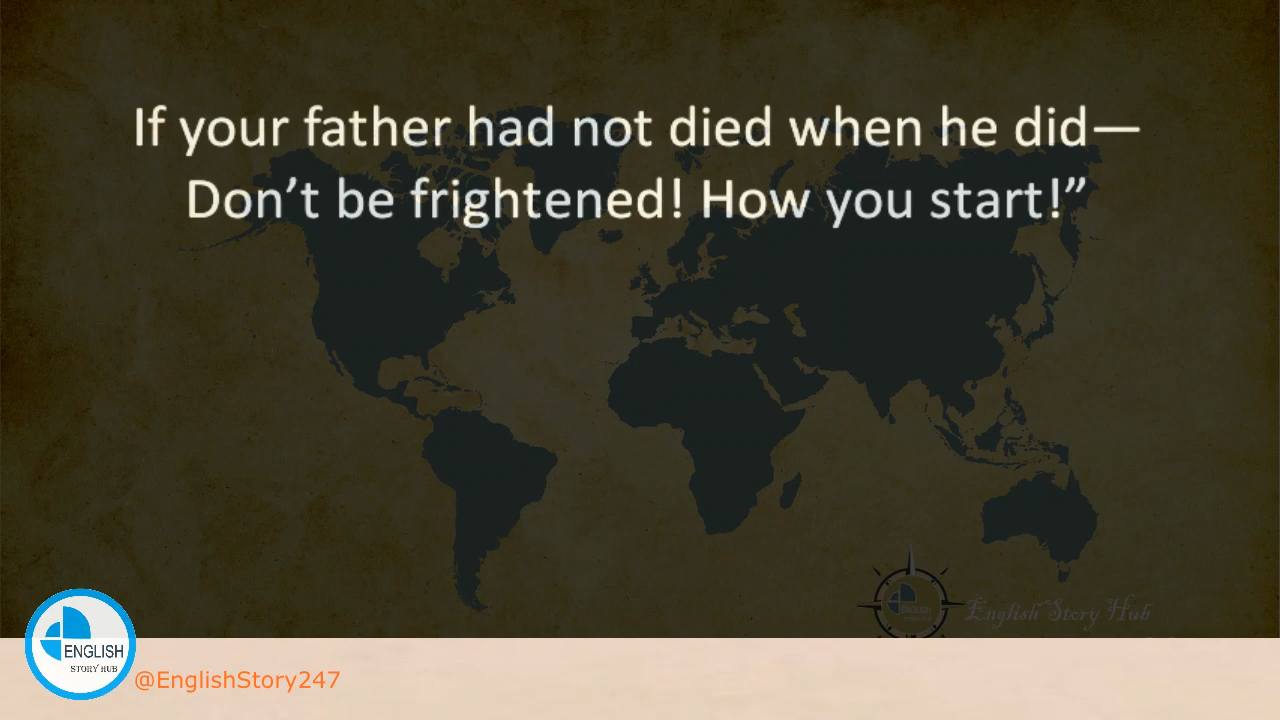 If your father had not died when he did—
Don’t be frightened! How you start!”
English Story Hub
ENGLISH
STORY HUB
@EnglishStory247